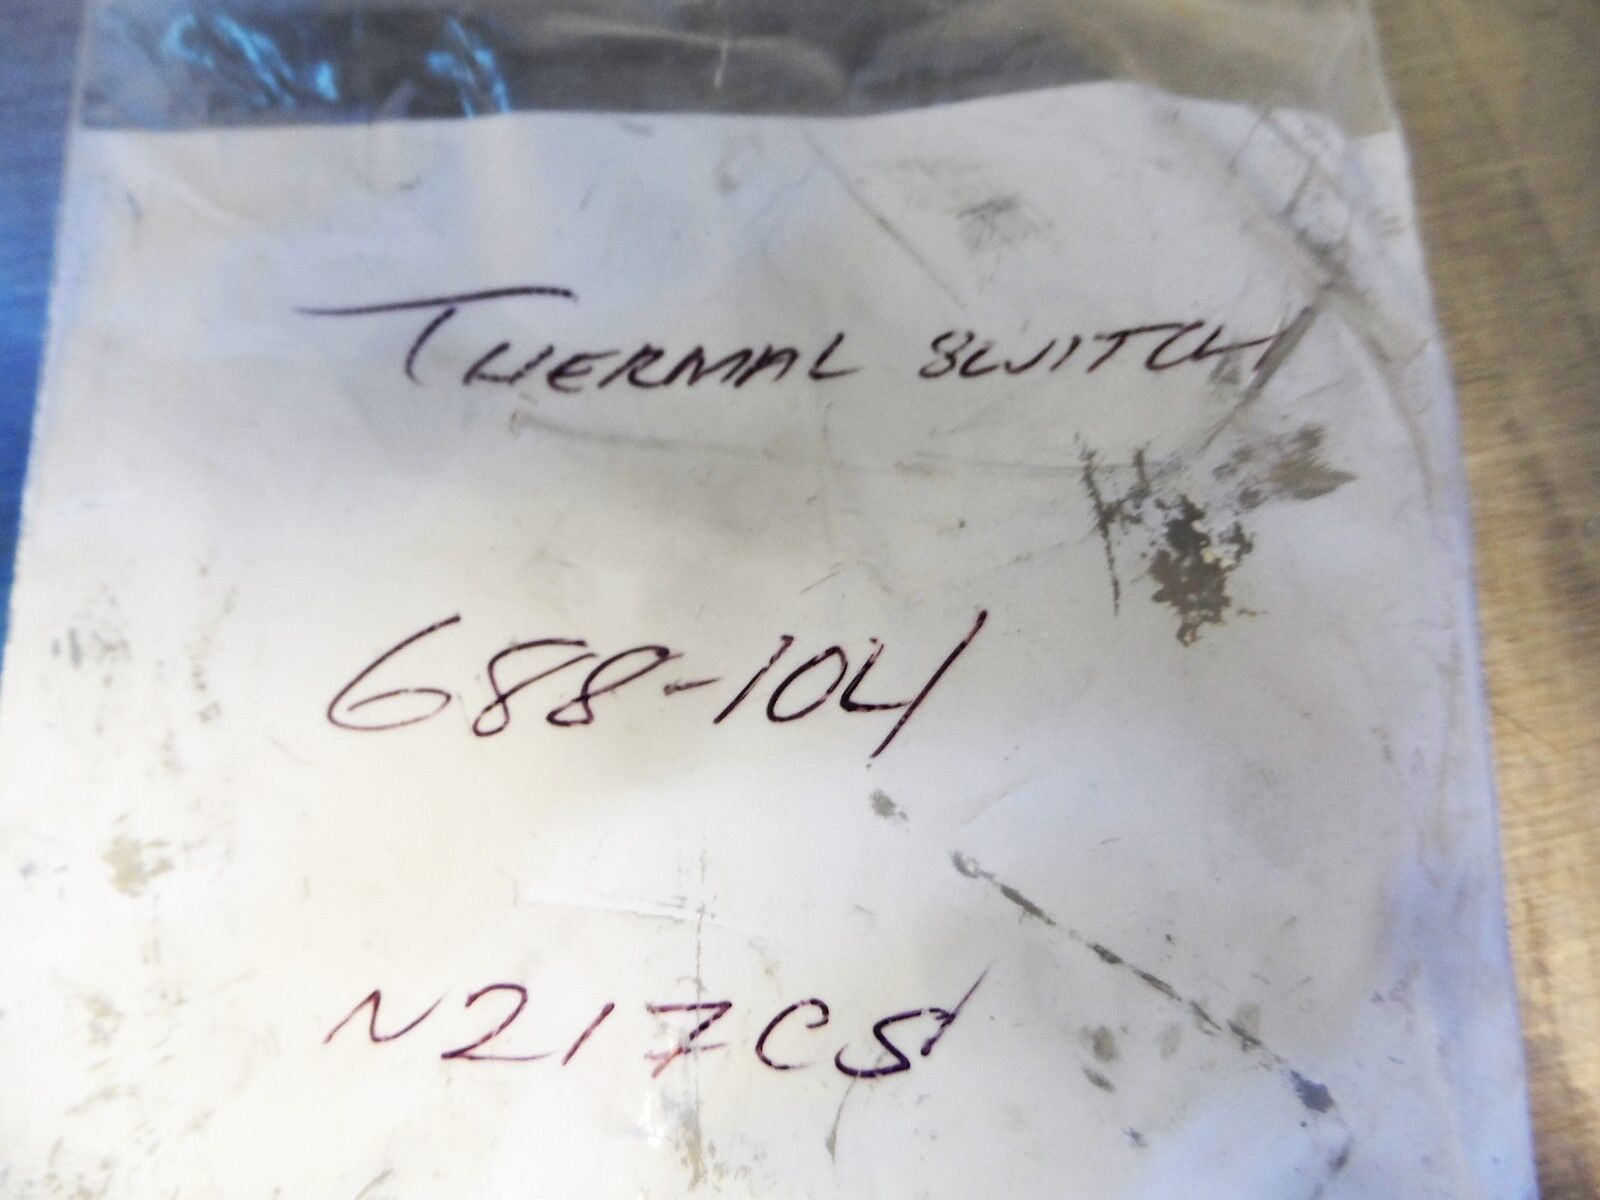 THERMAL SWITCH
688-104
N217CS